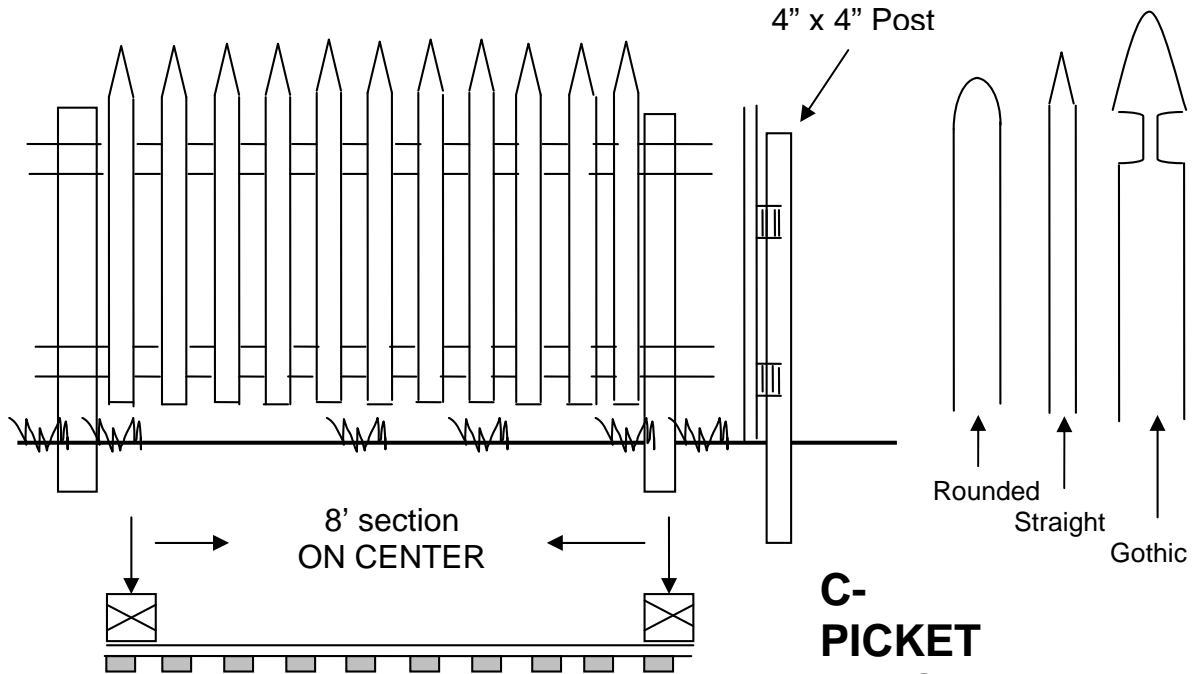 4” x 4” Post
8’ section
ON CENTER
Rounded
Straight
Gothic
C-
PICKET